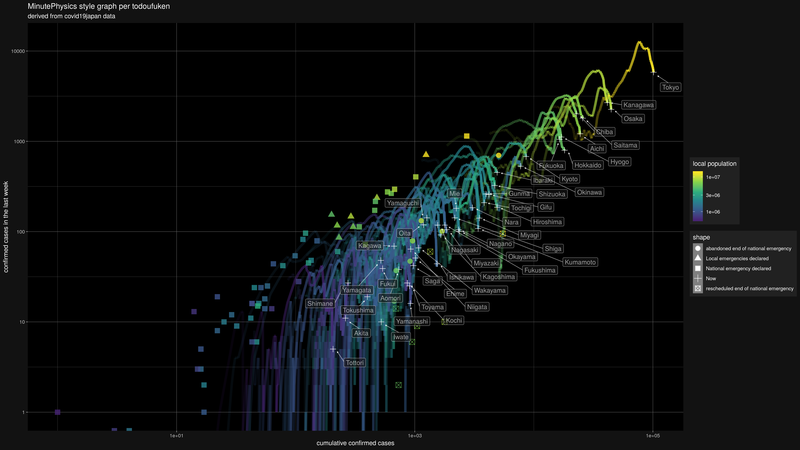 MinutePhysics style graph per todoufuken
derived from covid19japan data
confirmed cases in the last week
10000
1000
100
10
1
Tokyo
Kanagawa
Osaka
Chiba
Saitama
Aichi
Hyogo
Fukuoka
Hokkaido
Ibaraki
Kyoto
Okinawa
Mie
Gunma
Shizuoka
Yamaguchi
Tochigi
Gifu
Nara
Hiroshima
Oita
Miyagi
Kagawa
Nagano
Shiga
Nagasaki
Okayama
Kumamoto
Miyazaki
Fukushima
Ishikawa
Kagoshima
Fukui
Saga
Wakayama
Yamagata
Aomori
Ehime
Shimane
Tokushima
Toyama
Niigata
Yamanashi
Kochi
Akita
Iwate
Tottori
1e+01
1e+03
1e+05
cumulative confirmed cases
local population
1e+07
3e+06
1e+06
shape
abandoned end of national emergency
Local emergencies declared
National emergency declared
Now
rescheduled end of national emergency